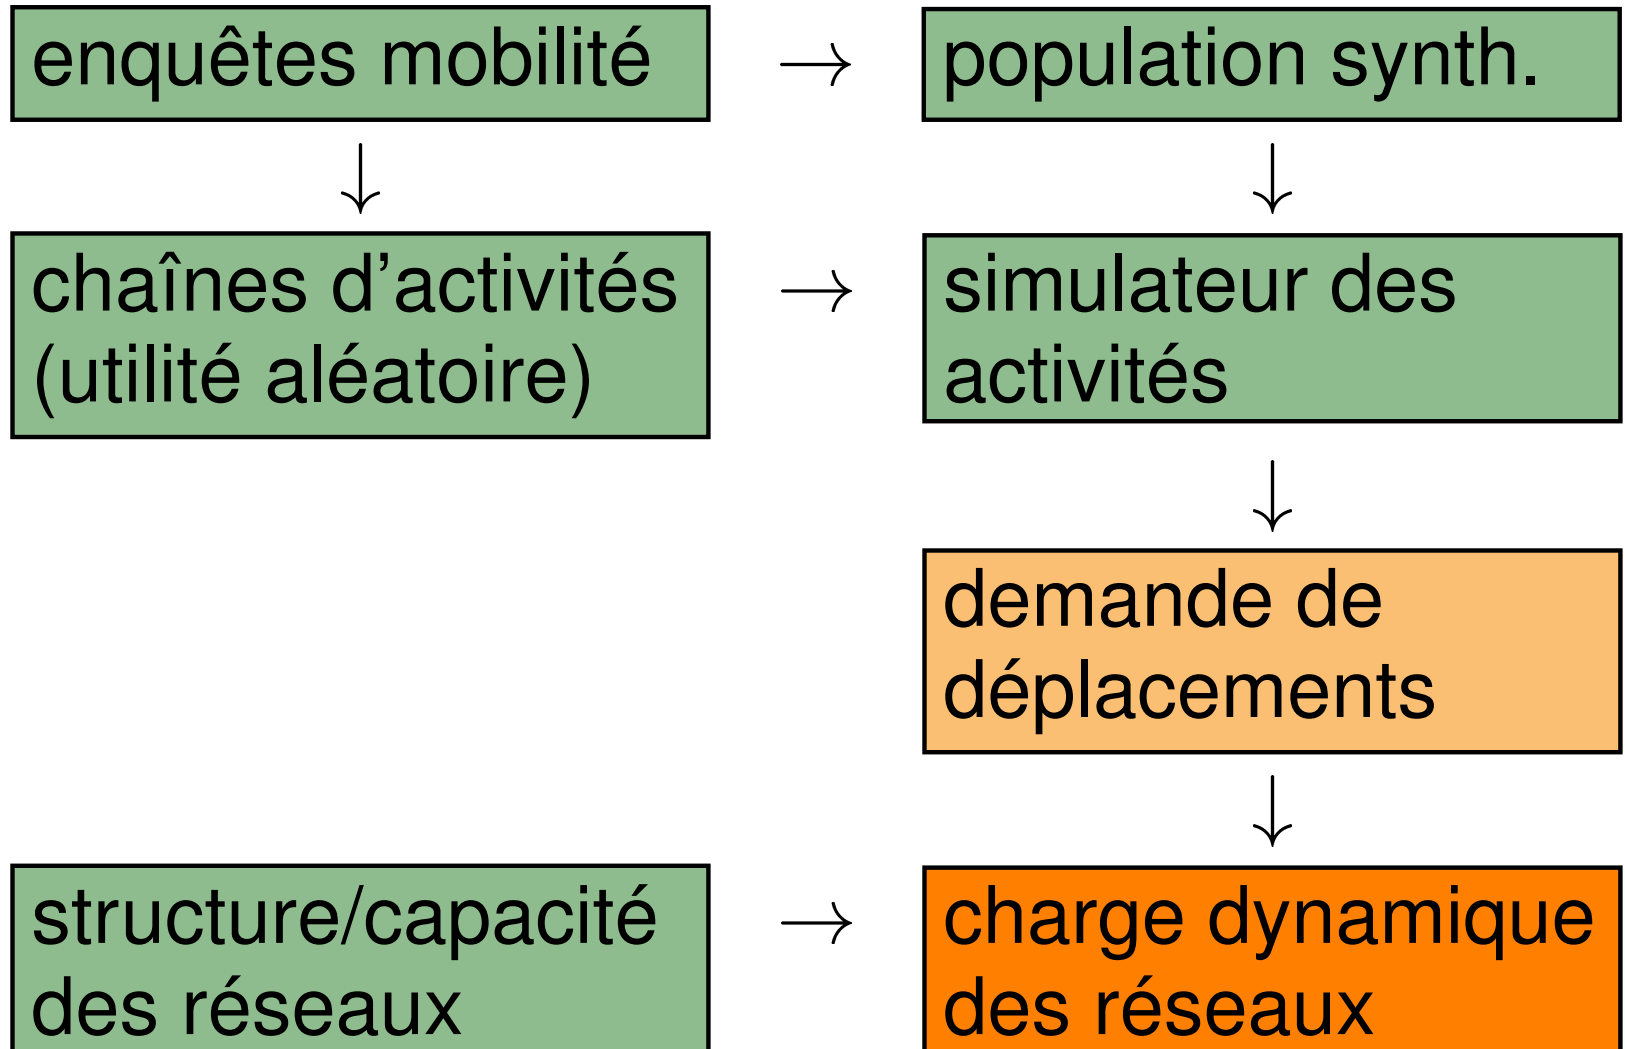 enquêtes mobilité
→
population synth.
↓
↓
chaînes d'activités
(utilité aléatoire)
→
simulateur des
activités
↓
demande de
déplacements
↓
structure/capacité
des réseaux
→
charge dynamique
des réseaux